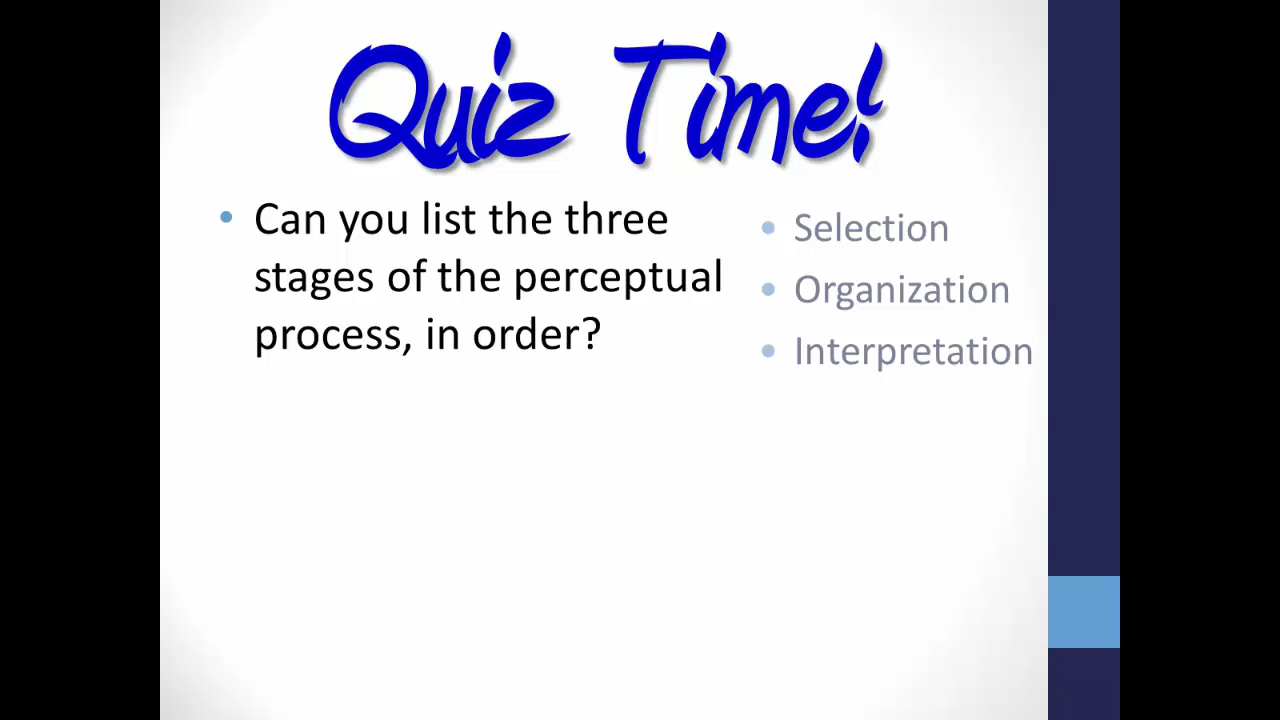 Quiz Time!
• Can you list the three
stages of the perceptual
process, in order?
• Selection
• Organization
• Interpretation